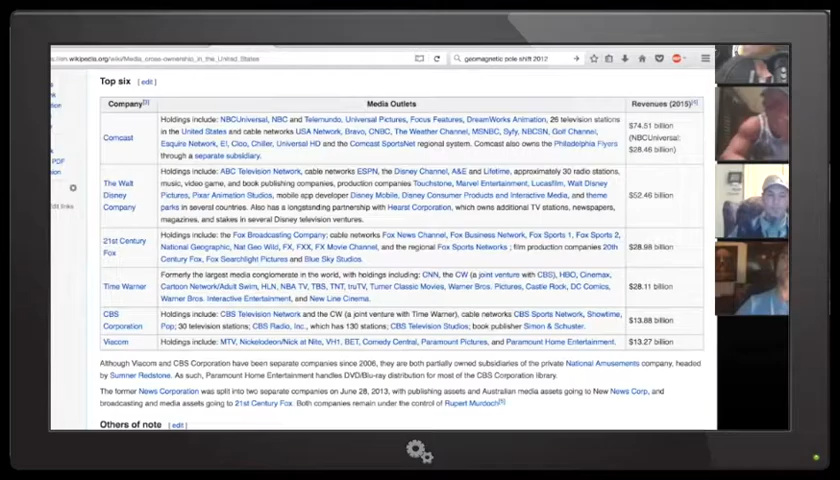 s://en.wikipedia.org/wiki/Media_cross-ownership_in_the_United_States
geomagnetic pole shift 2012
Top six [ edit ]
Company[3] Media Outlets Revenues (2015)[4]
Comcast
Holdings include: NBCUniversal, NBC and Telemundo, Universal Pictures, Focus Features, DreamWorks Animation, 26 television stations
in the United States and cable networks USA Network, Bravo, CNBC, The Weather Channel, MSNBC, Syfy, NBCSN, Golf Channel,
Esquire Network, E!, Cloo, Chiller, Universal HD and the Comcast SportsNet regional system. Comcast also owns the Philadelphia Flyers
through a separate subsidiary.
$74.51 billion
(NBCUniversal:
$28.46 billion)
The Walt
Disney
Company
Holdings include: ABC Television Network, cable networks ESPN, the Disney Channel, A&E and Lifetime, approximately 30 radio stations,
music, video game, and book publishing companies, production companies Touchstone, Marvel Entertainment, Lucasfilm, Walt Disney
Pictures, Pixar Animation Studios, mobile app developer Disney Mobile, Disney Consumer Products and Interactive Media, and theme
parks in several countries. Also has a longstanding partnership with Hearst Corporation, which owns additional TV stations, newspapers,
magazines, and stakes in several Disney television ventures.
$52.46 billion
21st Century
Fox
Holdings include: the Fox Broadcasting Company; cable networks Fox News Channel, Fox Business Network, Fox Sports 1, Fox Sports 2,
National Geographic, Nat Geo Wild, FX, FXX, FX Movie Channel, and the regional Fox Sports Networks; film production companies 20th
Century Fox, Fox Searchlight Pictures and Blue Sky Studios.
$28.98 billion
Time Warner
Formerly the largest media conglomerate in the world, with holdings including: CNN, the CW (a joint venture with CBS), HBO, Cinemax,
Cartoon Network/Adult Swim, HLN, NBA TV, TBS, TNT, truTV, Turner Classic Movies, Warner Bros. Pictures, Castle Rock, DC Comics,
Warner Bros. Interactive Entertainment, and New Line Cinema.
$28.11 billion
CBS
Corporation
Holdings include: CBS Television Network and the CW (a joint venture with Time Warner), cable networks CBS Sports Network, Showtime,
Pop; 30 television stations; CBS Radio, Inc., which has 130 stations; CBS Television Studios; book publisher Simon & Schuster.
$13.88 billion
Viacom
Holdings include: MTV, Nickelodeon/Nick at Nite, VH1, BET, Comedy Central, Paramount Pictures, and Paramount Home Entertainment.
$13.27 billion
Although Viacom and CBS Corporation have been separate companies since 2006, they are both partially owned subsidiaries of the private National Amusements company, headed
by Sumner Redstone. As such, Paramount Home Entertainment handles DVD/Blu-ray distribution for most of the CBS Corporation library.
The former News Corporation was split into two separate companies on June 28, 2013, with publishing assets and Australian media assets going to New News Corp, and
broadcasting and media assets going to 21st Century Fox. Both companies remain under the control of Rupert Murdoch[5]
Others of note [ edit ]
PDF
dit links